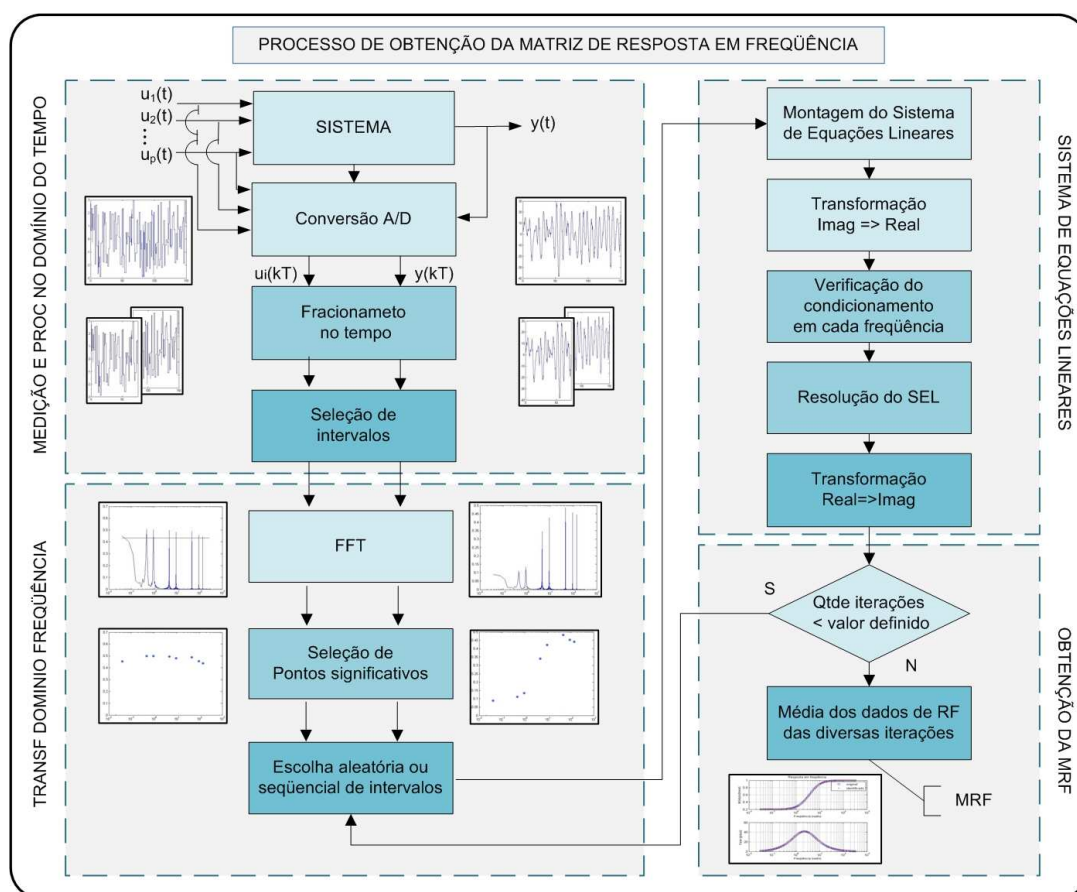 PROCESSO DE OBTENÇÃO DA MATRIZ DE RESPOSTA EM FREQÜÊNCIA
MEDIÇÃO E PROC NO DOMÍNIO DO TEMPO
u1(t)
u2(t)
up(t)
SISTEMA
y(t)
Conversão A/D
ui(kT)
y(kT)
Fracionameto
no tempo
Seleção de
intervalos
TRANSF DOMINIO FREQÜÊNCIA
FFT
Seleção de
Pontos significativos
Escolha aleatória ou
seqüencial de intervalos
SISTEMA DE EQUAÇÕES LINEARES
Montagem do Sistema
de Equações Lineares
Transformação
Imag => Real
Verificação do
condicionamento
em cada freqüência
Resolução do SEL
Transformação
Real=>Imag
OBTENÇÃO DA MRF
S
Qtde iterações
< valor definido
N
Média dos dados de RF
das diversas iterações
MRF